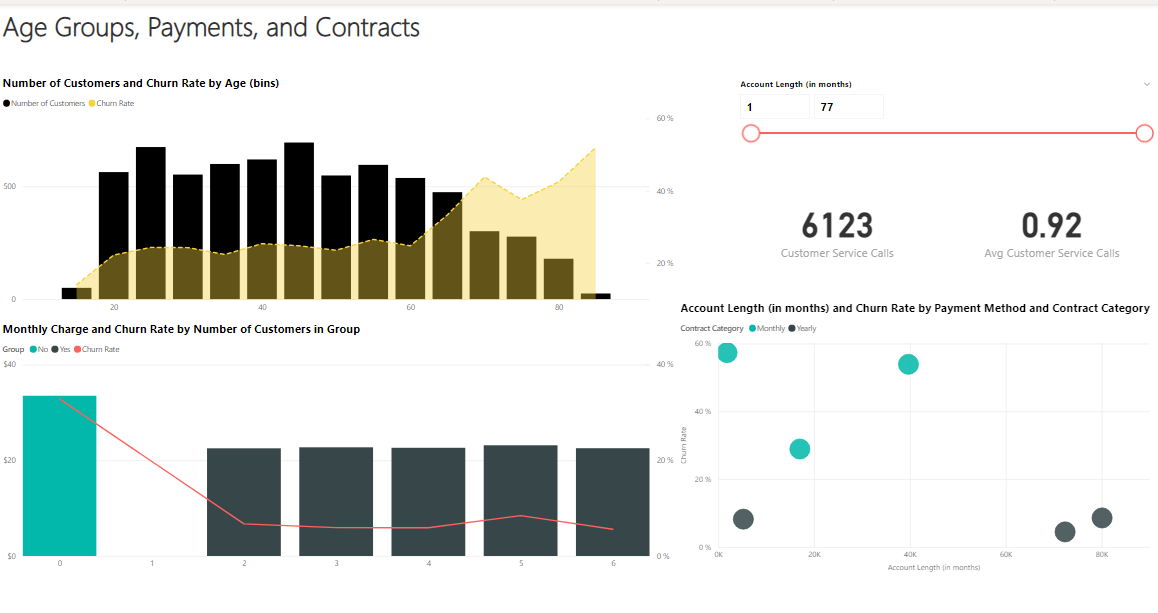 Age Groups, Payments, and Contracts
Number of Customers and Churn Rate by Age (bins)
Number of Customers Churn Rate
60 %
500
40 %
20 %
0
20 40 60 80
Account Length (in months)
1 77
6123 0.92
Customer Service Calls Avg Customer Service Calls
Monthly Charge and Churn Rate by Number of Customers in Group
Group No Yes Churn Rate
$40 40 %
$20 20 %
$0 0 %
0 1 2 3 4 5 6
Account Length (in months) and Churn Rate by Payment Method and Contract Category
Contract Category Monthly Yearly
60 %
40 %
Churn Rate
20 %
0 %
0K 20K 40K 60K 80K
Account Length (in months)